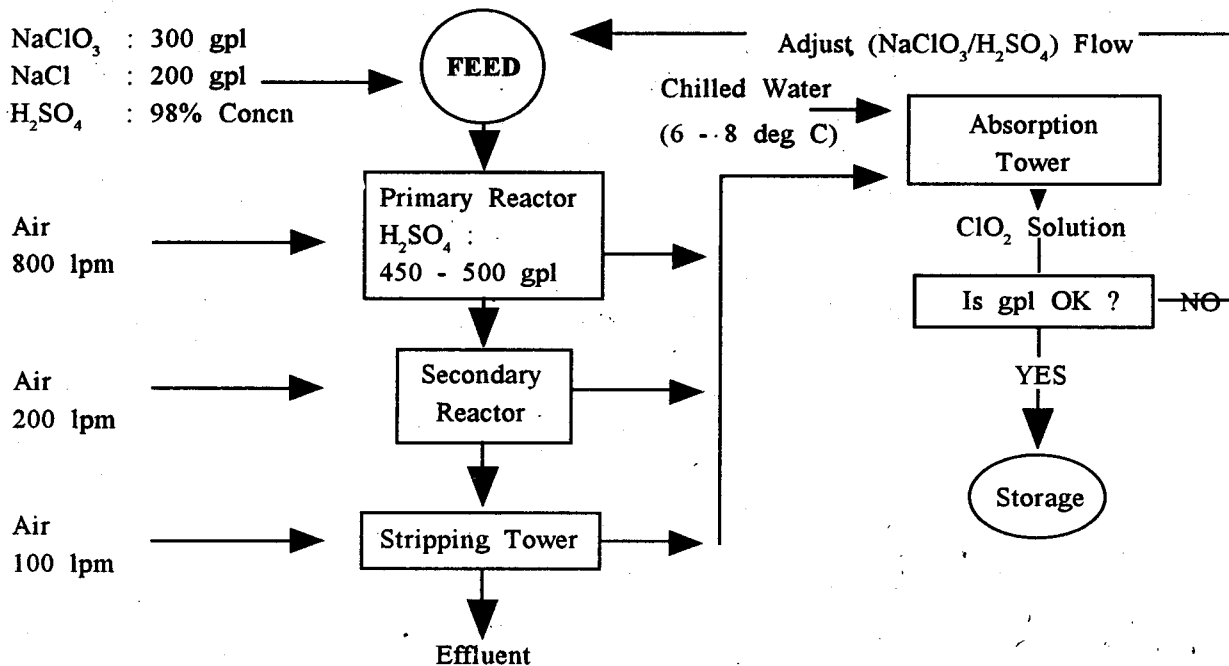 NaClO₃ : 300 gpl
NaCl : 200 gpl
H₂SO₄ : 98% Concn
FEED
Adjust (NaClO₃/H₂SO₄) Flow
Chilled Water
(6 - 8 deg C)
Absorption
Tower
Primary Reactor
H₂SO₄ :
450 - 500 gpl
Air
800 lpm
ClO₂ Solution
Is gpl OK ?
NO
YES
Air
200 lpm
Secondary
Reactor
Storage
Air
100 lpm
Stripping Tower
Effluent